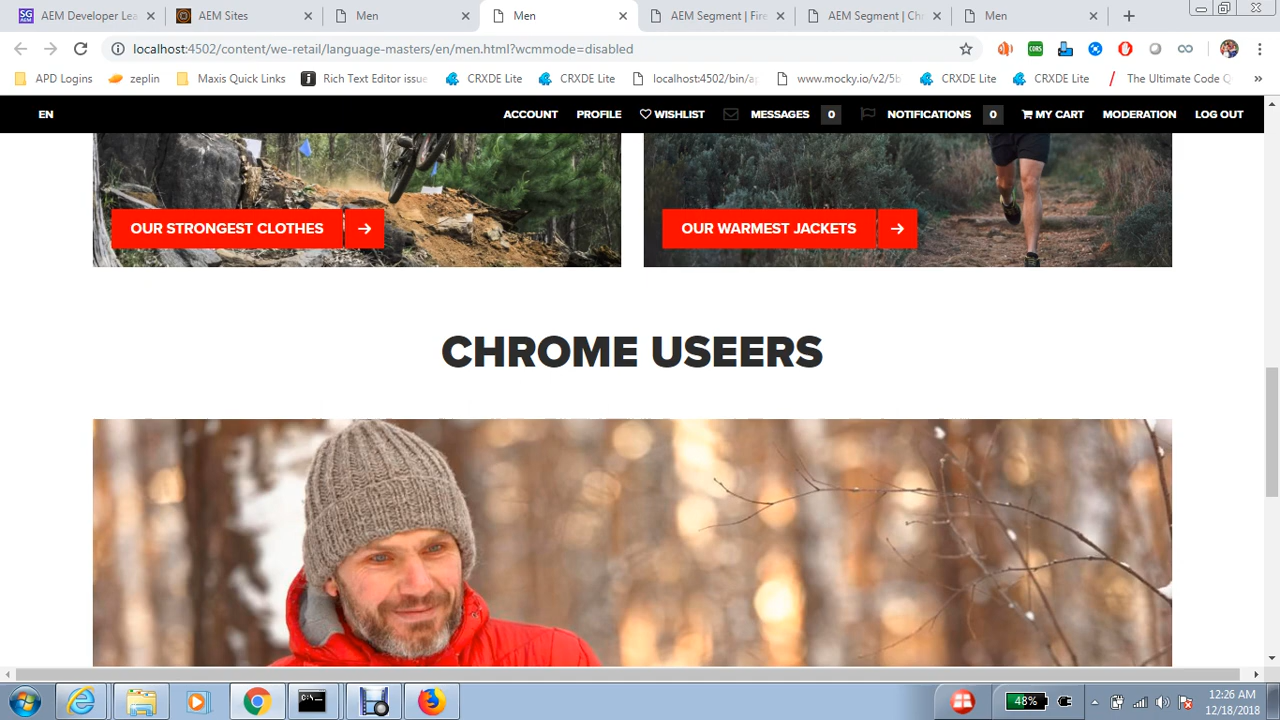 AEM Developer Lea
AEM Sites
Men
Men
AEM Segment | Fire
AEM Segment | Ch
Men
localhost:4502/content/we-retail/language-masters/en/men.html?wcmmode=disabled
APD Logins
zeplin
Maxis Quick Links
Rich Text Editor issue
CRXDE Lite
CRXDE Lite
localhost:4502/bin/a
www.mocky.io/v2/5b
CRXDE Lite
CRXDE Lite
The Ultimate Code Q
»
EN
ACCOUNT
PROFILE
WISHLIST
MESSAGES 0
NOTIFICATIONS 0
MY CART
MODERATION
LOG OUT
OUR STRONGEST CLOTHES
OUR WARMEST JACKETS
CHROME USEERS
48%
12:26 AM
12/18/2018